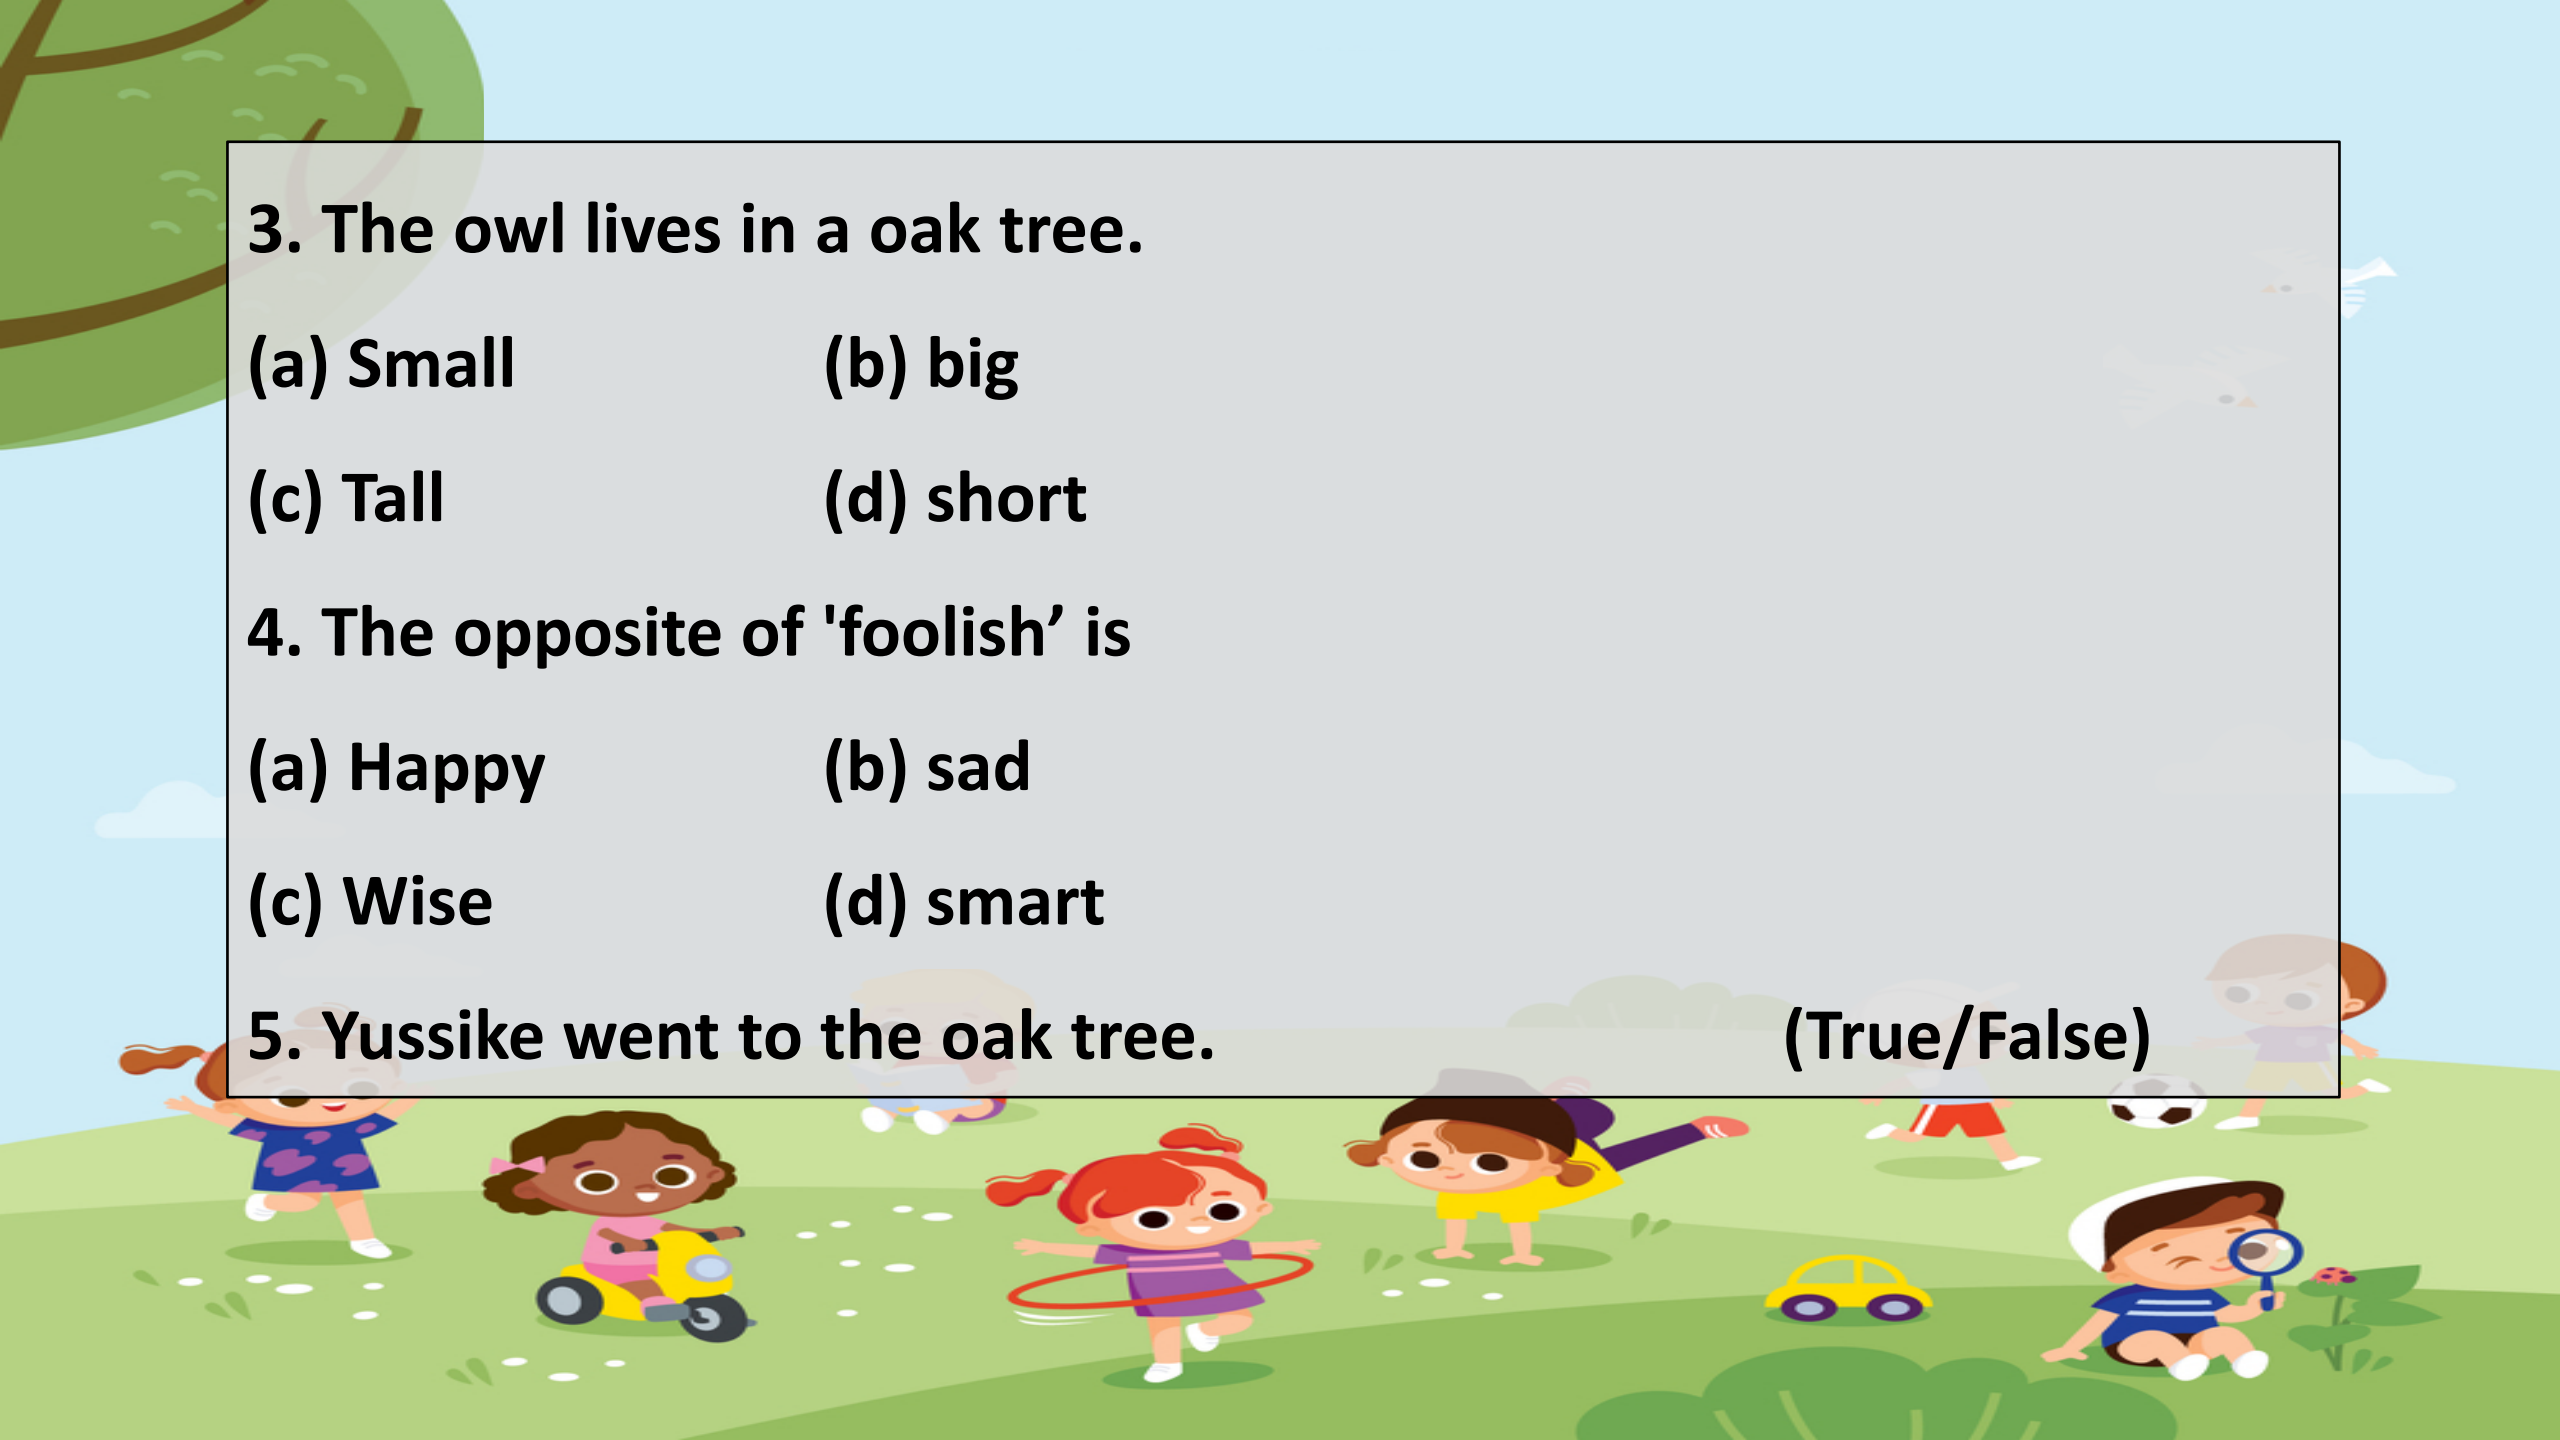 3. The owl lives in a oak tree.
(a) Small (b) big
(c) Tall (d) short
4. The opposite of 'foolish’ is
(a) Happy (b) sad
(c) Wise (d) smart
5. Yussike went to the oak tree. (True/False)